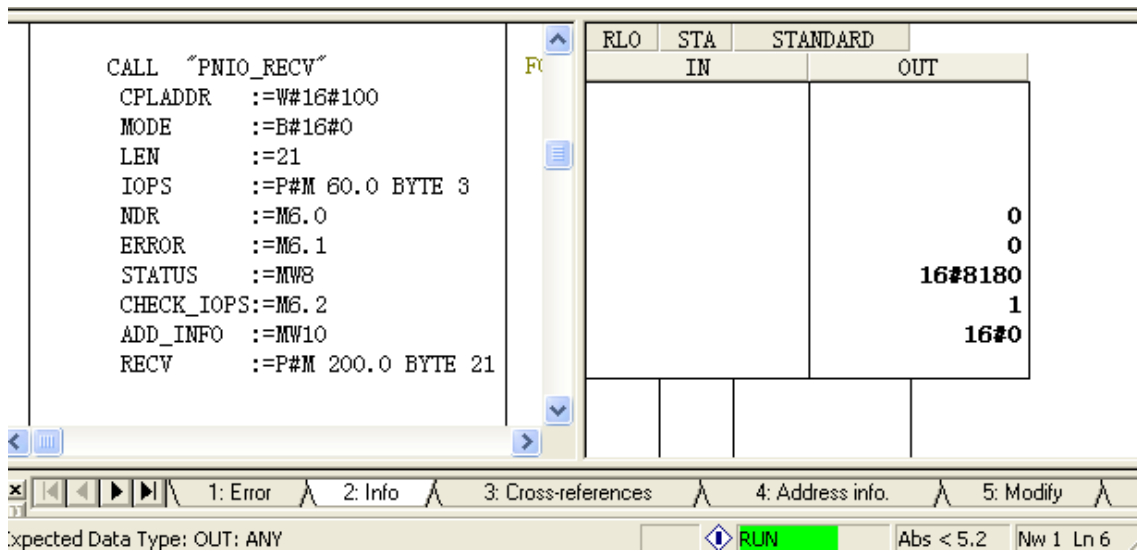 RLO STA STANDARD
IN OUT
CALL "PNIO_RECV"
CPLADDR :=W#16#100
MODE :=B#16#0
LEN :=21
IOPS :=P#M 60.0 BYTE 3
NDR :=M6.0 0
ERROR :=M6.1 0
STATUS :=MW8 16#8180
CHECK_IOPS:=M6.2 1
ADD_INFO :=MW10 16#0
RECV :=P#M 200.0 BYTE 21
1: Error 2: Info 3: Cross-references 4: Address info. 5: Modify
xpected Data Type: OUT: ANY RUN Abs < 5.2 Nw 1 Ln 6